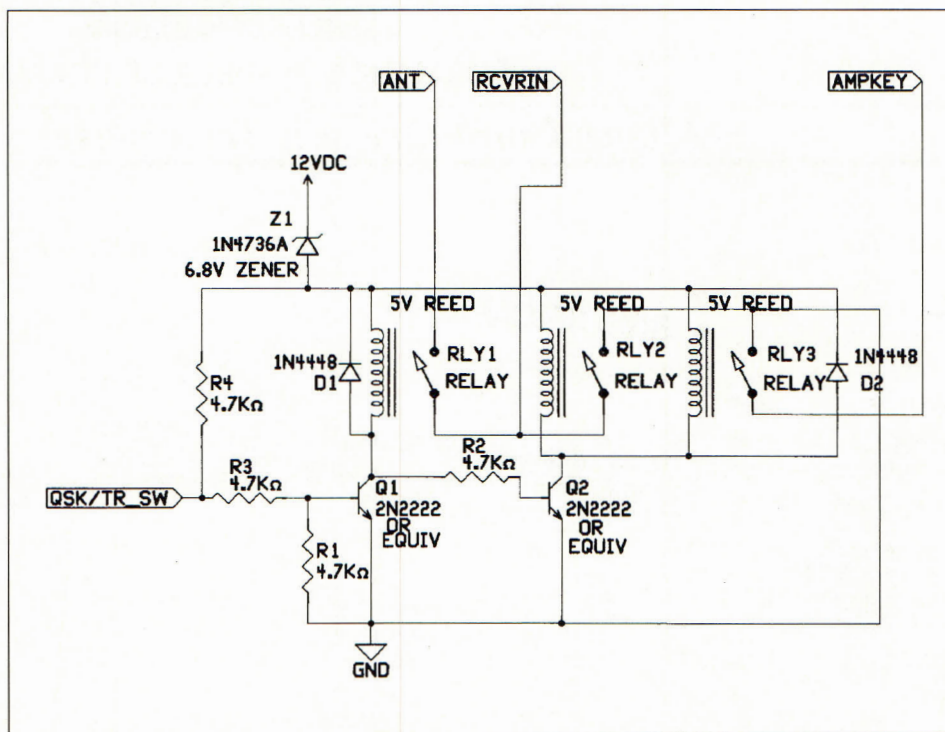 ANT
RCVRIN
AMPKEY
12VDC
Z1
1N4736A
6.8V ZENER
5V REED
5V REED
5V REED
1N4448
D1
RLY1
RELAY
RLY2
RELAY
RLY3
RELAY
1N4448
D2
R4
4.7KΩ
R3
4.7KΩ
R2
4.7KΩ
QSK/TR_SW
Q1
2N2222
OR
EQUIV
Q2
2N2222
OR
EQUIV
R1
4.7KΩ
GND